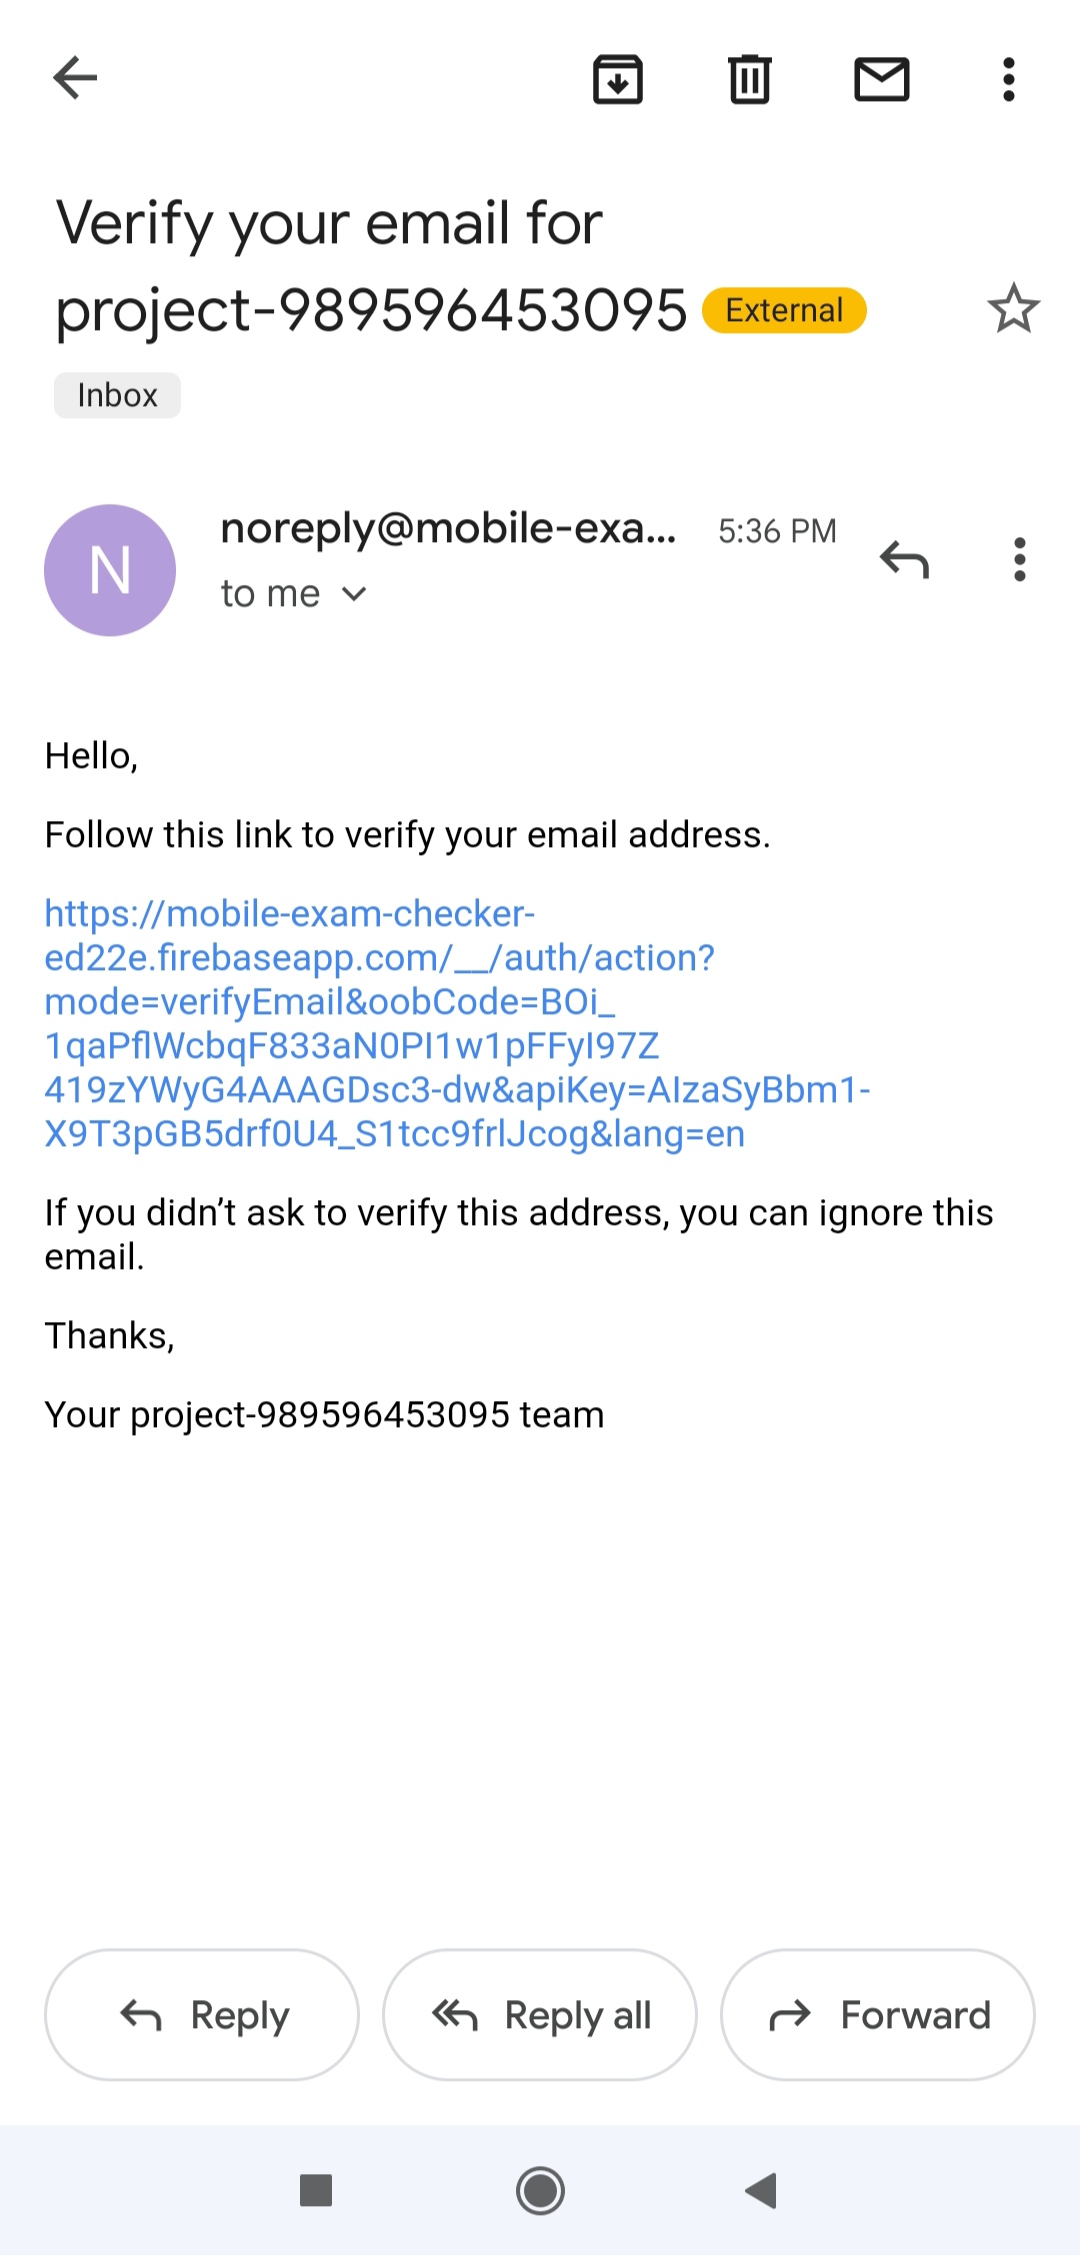 Verify your email for
project-989596453095 External
Inbox
N
noreply@mobile-exa... 5:36 PM
to me
Hello,
Follow this link to verify your email address.
https://mobile-exam-checker-
ed22e.firebaseapp.com/__/auth/action?
mode=verifyEmail&oobCode=BOi_
1qaPflWcbqF833aN0PI1w1pFFyI97Z
419zYWyG4AAAGDsc3-dw&apiKey=AIzaSyBbm1-
X9T3pGB5drf0U4_S1tcc9frlJcog&lang=en
If you didn’t ask to verify this address, you can ignore this
email.
Thanks,
Your project-989596453095 team
Reply Reply all Forward